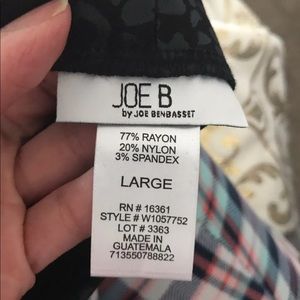 JOE B
by JOE BENBASSET
77% RAYON
20% NYLON
3% SPANDEX
LARGE
RN # 16361
STYLE # W1057752
LOT # 3363
MADE IN
GUATEMALA
713550788822